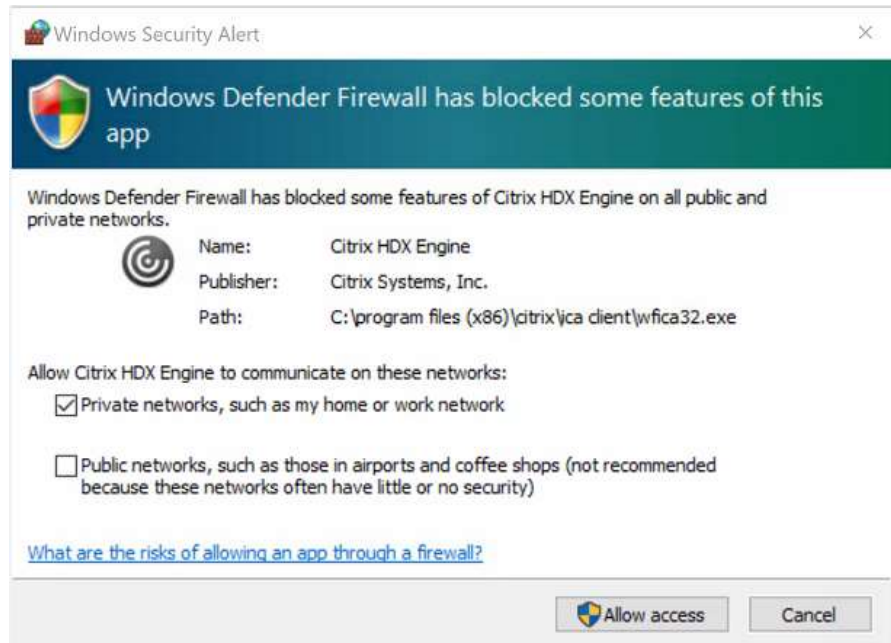 Windows Security Alert
Windows Defender Firewall has blocked some features of this
app
Windows Defender Firewall has blocked some features of Citrix HDX Engine on all public and
private networks.
Name: Citrix HDX Engine
Publisher: Citrix Systems, Inc.
Path: C:\program files (x86)\citrix\ica client\wfica32.exe
Allow Citrix HDX Engine to communicate on these networks:
Private networks, such as my home or work network
Public networks, such as those in airports and coffee shops (not recommended
because these networks often have little or no security)
What are the risks of allowing an app through a firewall?
Allow access Cancel